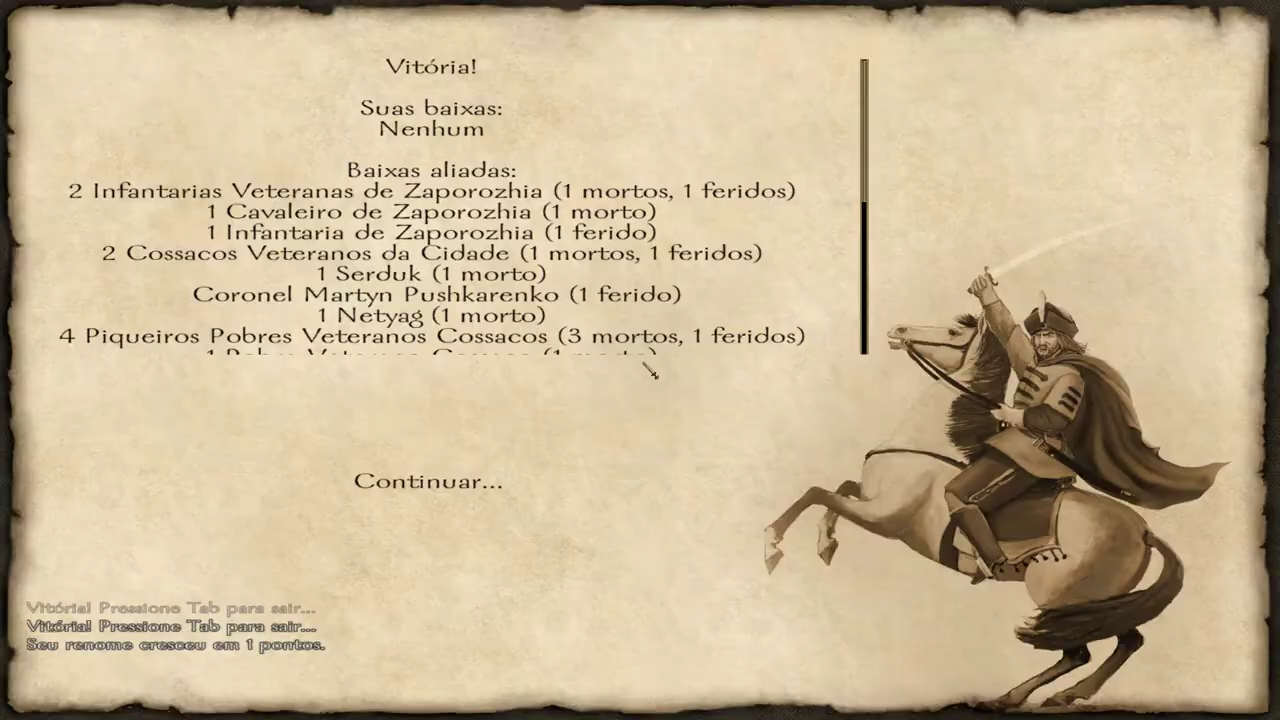 Vitória!
Suas baixas:
Nenhum
Baixas aliadas:
2 Infantarias Veteranas de Zaporozhia (1 mortos, 1 feridos)
1 Cavaleiro de Zaporozhia (1 morto)
1 Infantaria de Zaporozhia (1 ferido)
2 Cossacos Veteranos da Cidade (1 mortos, 1 feridos)
1 Serduk (1 morto)
Coronel Martyn Pushkarenko (1 ferido)
1 Netyag (1 morto)
4 Piqueiros Pobres Veteranos Cossacos (3 mortos, 1 feridos)
Continuar...
Vitória! Pressione Tab para sair...
Vitória! Pressione Tab para sair...
Seu renome cresceu em 1 pontos.